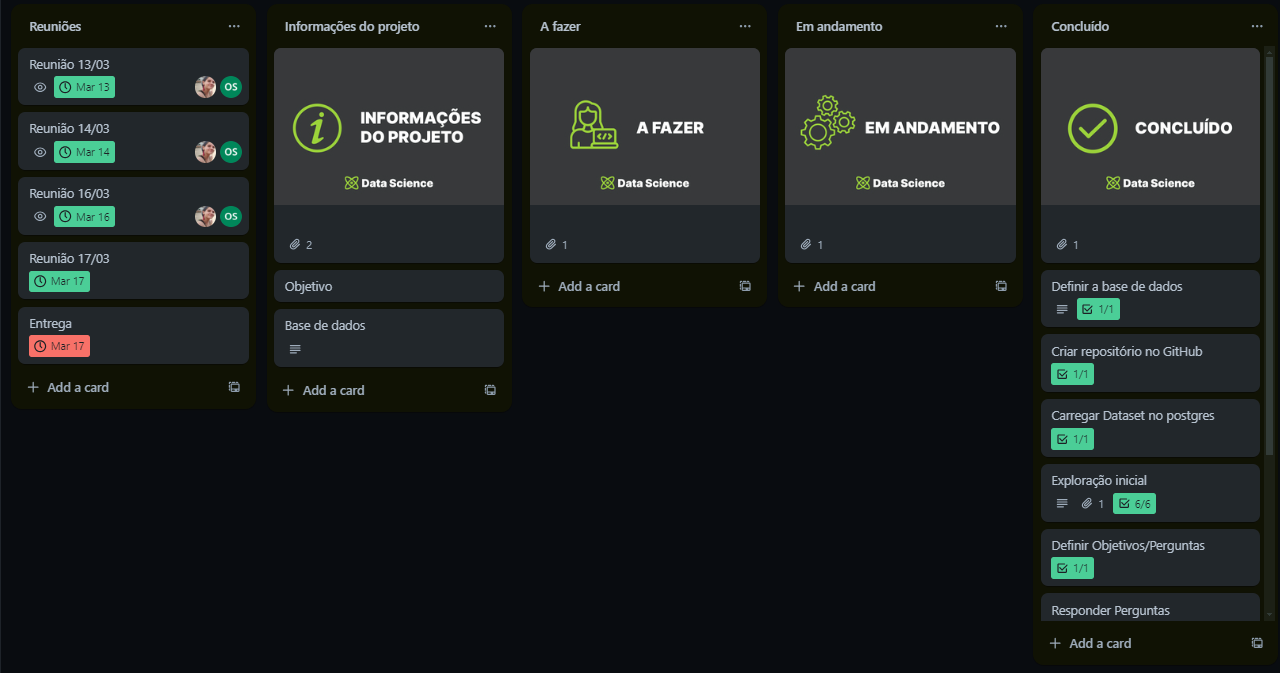 Reuniões
Reunião 13/03
Mar 13
OS
Reunião 14/03
Mar 14
OS
Reunião 16/03
Mar 16
OS
Reunião 17/03
Mar 17
Entrega
Mar 17
Add a card
Informações do projeto
INFORMAÇÕES
DO PROJETO
Data Science
2
Objetivo
Base de dados
Add a card
A fazer
A FAZER
Data Science
1
Add a card
Em andamento
EM ANDAMENTO
Data Science
1
Add a card
Concluído
CONCLUÍDO
Data Science
1
Definir a base de dados
1/1
Criar repositório no GitHub
1/1
Carregar Dataset no postgres
1/1
Exploração inicial
1 6/6
Definir Objetivos/Perguntas
1/1
Responder Perguntas
Add a card